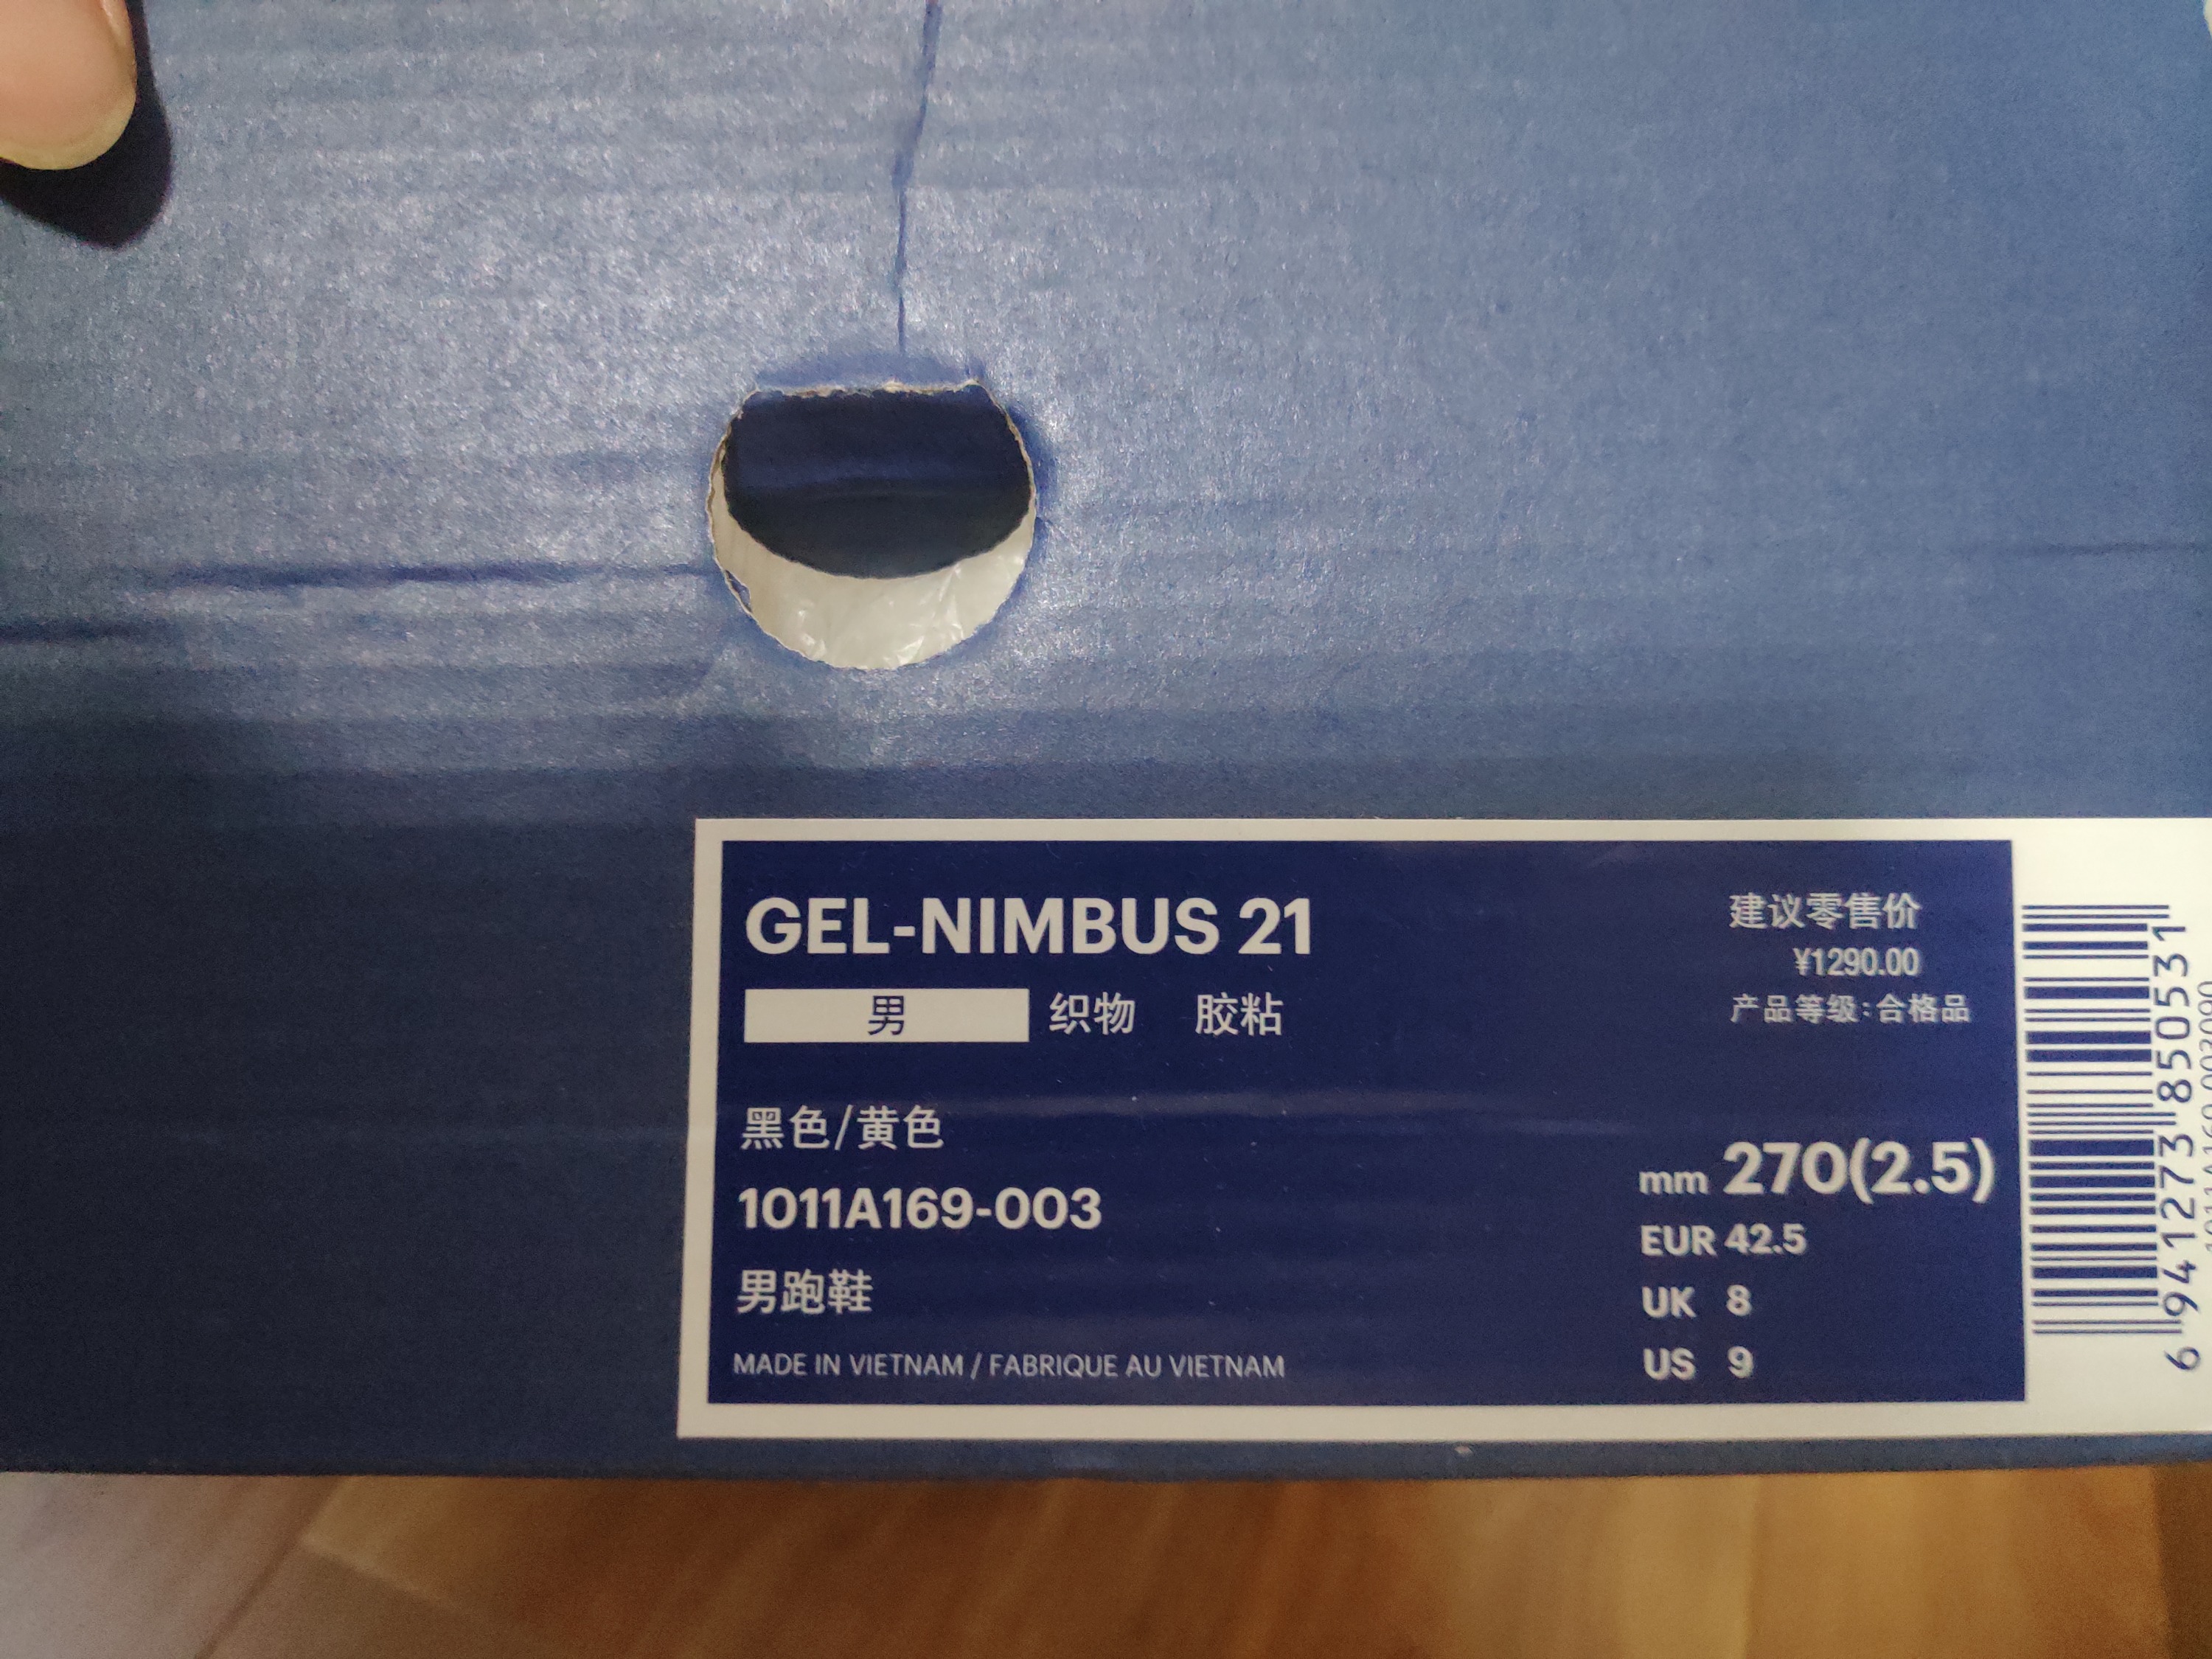 GEL-NIMBUS 21
男 织物 胶粘
黑色/黄色
1011A169-003
男跑鞋
MADE IN VIETNAM / FABRIQUE AU VIETNAM
建议零售价
¥1290.00
产品等级:合格品
mm 270(2.5)
EUR 42.5
UK 8
US 9
6 941273 850531